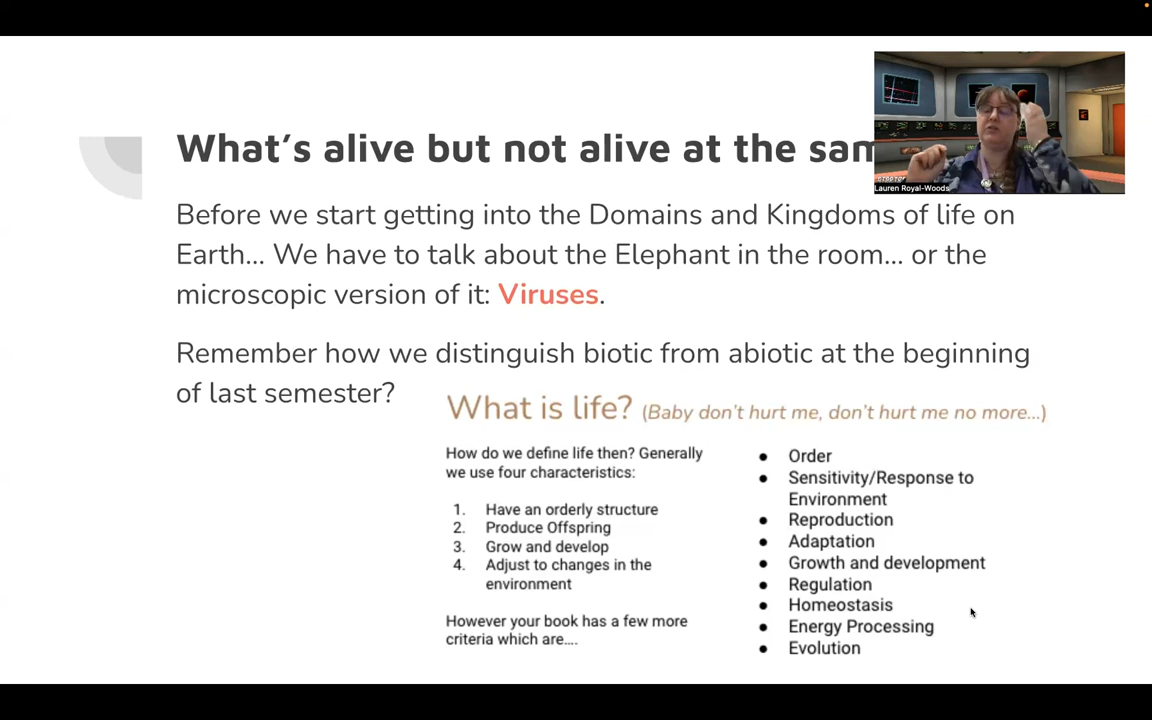 What's alive but not alive at the sam
Before we start getting into the Domains and Kingdoms of life on
Earth... We have to talk about the Elephant in the room... or the
microscopic version of it: Viruses.
Remember how we distinguish biotic from abiotic at the beginning
of last semester?
What is life? (Baby don't hurt me, don't hurt me no more...)
How do we define life then? Generally
we use four characteristics:
1. Have an orderly structure
2. Produce Offspring
3. Grow and develop
4. Adjust to changes in the
environment
However your book has a few more
criteria which are....
● Order
● Sensitivity/Response to
Environment
● Reproduction
● Adaptation
● Growth and development
● Regulation
● Homeostasis
● Energy Processing
● Evolution
Lauren Royal-Woods